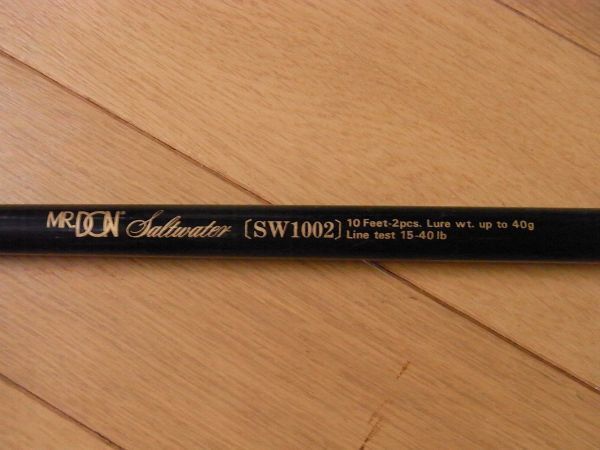 MR.DON® Saltwater [SW1002] 10 Feet-2pcs. Lure wt. up to 40g
Line test 15-40 lb